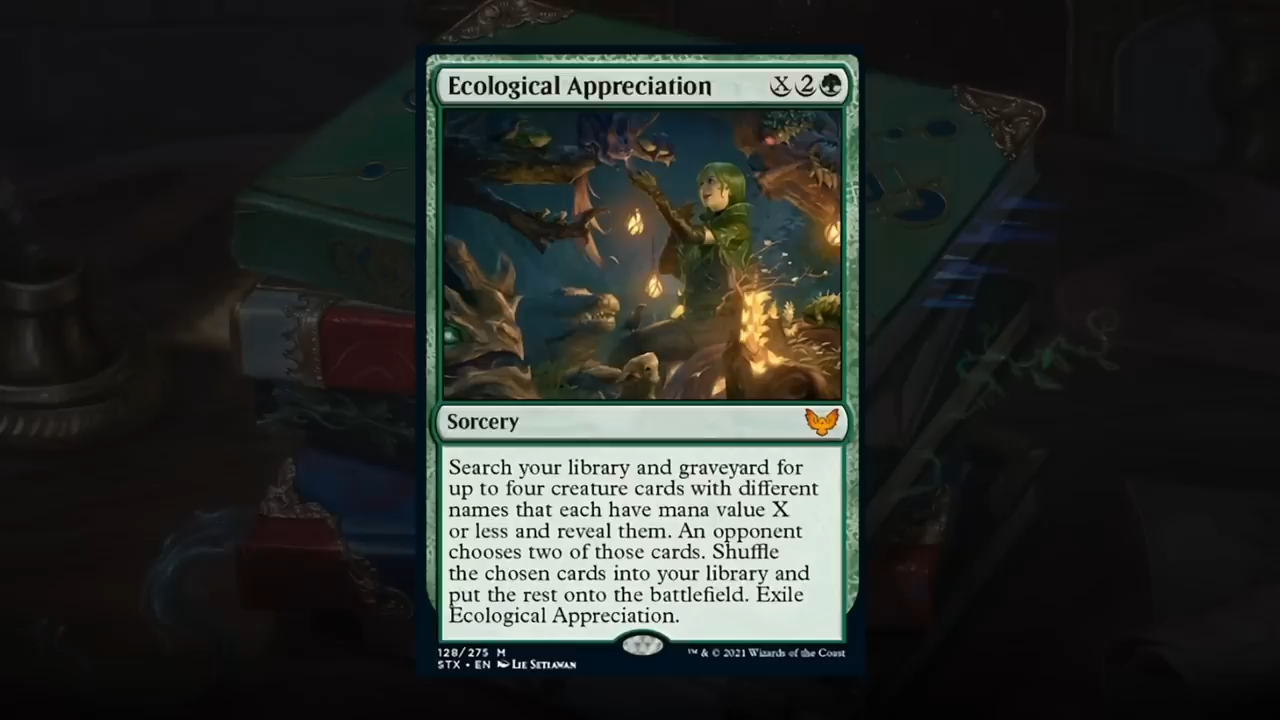 Ecological Appreciation X2
Sorcery
Search your library and graveyard for
up to four creature cards with different
names that each have mana value X
or less and reveal them. An opponent
chooses two of those cards. Shuffle
the chosen cards into your library and
put the rest onto the battlefield. Exile
Ecological Appreciation.
128/275 M
STX • EN Lie Setiawan
™ & © 2021 Wizards of the Coast